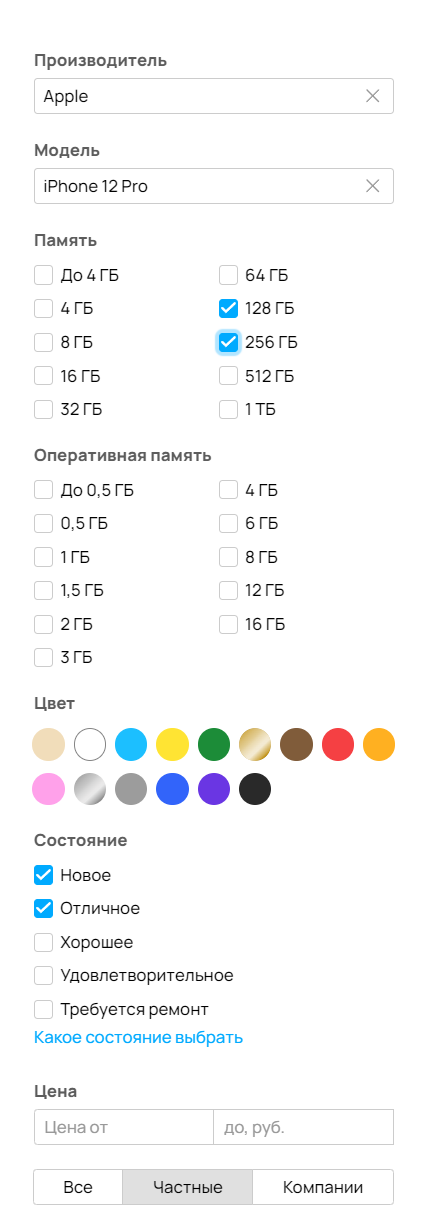 Производитель
Apple
Модель
iPhone 12 Pro
Память
До 4 ГБ
64 ГБ
4 ГБ
128 ГБ
8 ГБ
256 ГБ
16 ГБ
512 ГБ
32 ГБ
1 ТБ
Оперативная память
До 0,5 ГБ
4 ГБ
0,5 ГБ
6 ГБ
1 ГБ
8 ГБ
1,5 ГБ
12 ГБ
2 ГБ
16 ГБ
3 ГБ
Цвет
Состояние
Новое
Отличное
Хорошее
Удовлетворительное
Требуется ремонт
Какое состояние выбрать
Цена
Цена от
до, руб.
Все Частные Компании